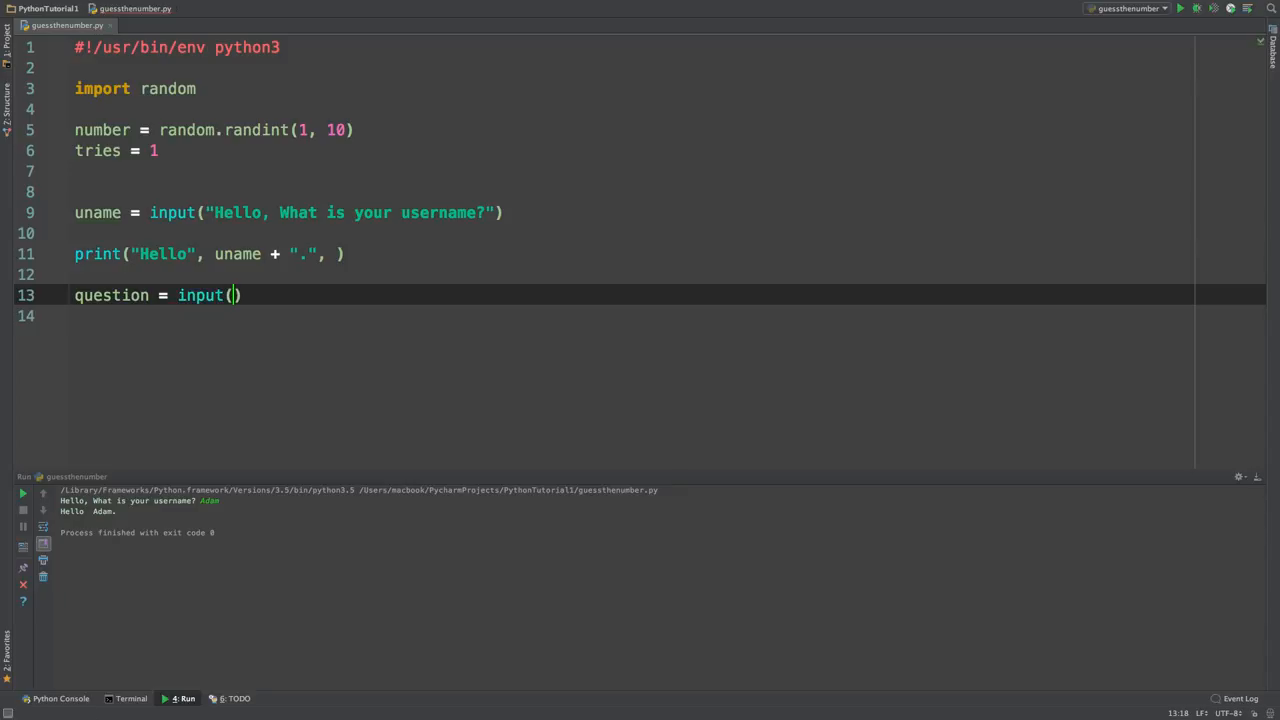 PythonTutorial1 guessthenumber.py guessthenumber
guessthenumber.py
1: Project
Z: Structure
2: Favorites
Database
1 #!/usr/bin/env python3
2
3 import random
4
5 number = random.randint(1, 10)
6 tries = 1
7
8
9 uname = input("Hello, What is your username?")
10
11 print("Hello", uname + ".", )
12
13 question = input()
14
Run guessthenumber
/Library/Frameworks/Python.framework/Versions/3.5/bin/python3.5 /Users/macbook/PycharmProjects/PythonTutorial1/guessthenumber.py
Hello, What is your username? Adam
Hello  Adam.
Process finished with exit code 0
Python Console Terminal 4: Run 6: TODO Event Log
13:18 LF÷ UTF-8÷